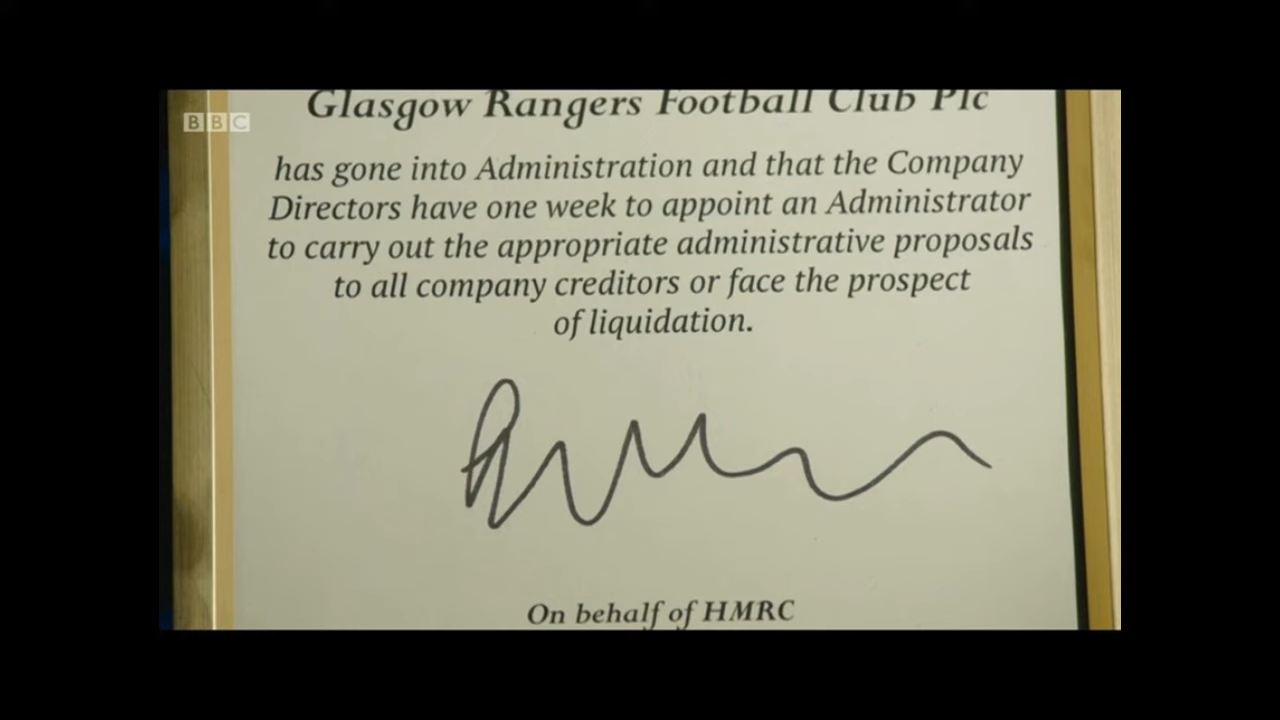 BBC
Glasgow Rangers Football Club Plc
has gone into Administration and that the Company
Directors have one week to appoint an Administrator
to carry out the appropriate administrative proposals
to all company creditors or face the prospect
of liquidation.
On behalf of HMRC